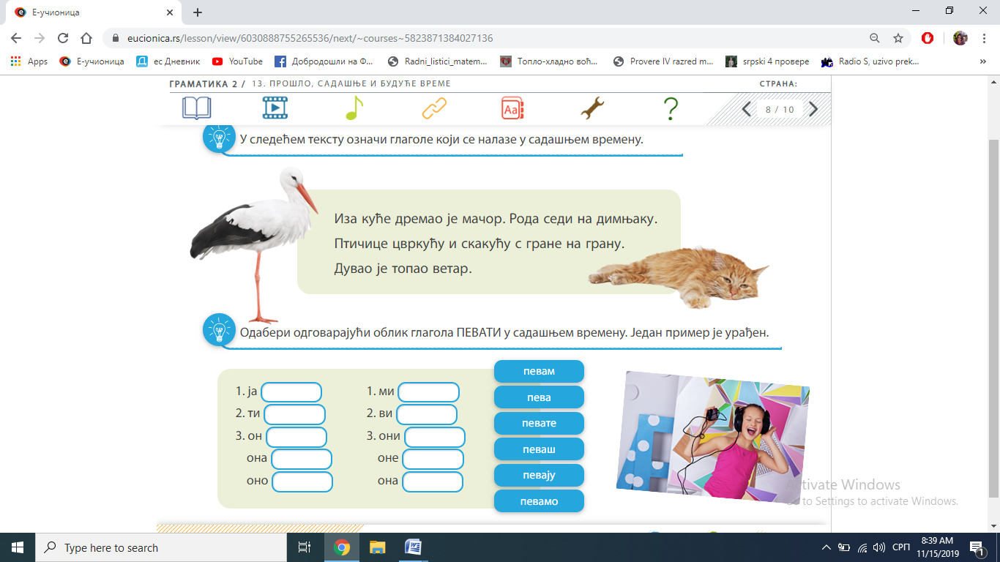 Е-учионица
eucionica.rs/lesson/view/6030888755265536/next/~courses~5823871384027136
Apps Е-учионица ес Дневник YouTube Добродошли на Ф... Radni_listici_matem... Топло-хладно воћ... Provere IV razred m... srpski 4 провере Radio S, uzivo prek... »
ГРАМАТИКА 2 / 13. ПРОШЛО, САДАШЊЕ И БУДУЋЕ ВРЕМЕ СТРАНА:
Aa ? 8 / 10
У следећем тексту означи глаголе који се налазе у садашњем времену.
Иза куће дремао је мачор. Рода седи на димњаку.
Птичице цвркућу и скакућу с гране на грану.
Дувао је топао ветар.
Одабери одговарајући облик глагола ПЕВАТИ у садашњем времену. Један пример је урађен.
1. ја
2. ти
3. он
она
оно
1. ми
2. ви
3. они
оне
она
певам
пева
певате
певаш
певају
певамо
Activate Windows
Go to Settings to activate Windows.
Type here to search
СРП
8:39 AM
11/15/2019
1